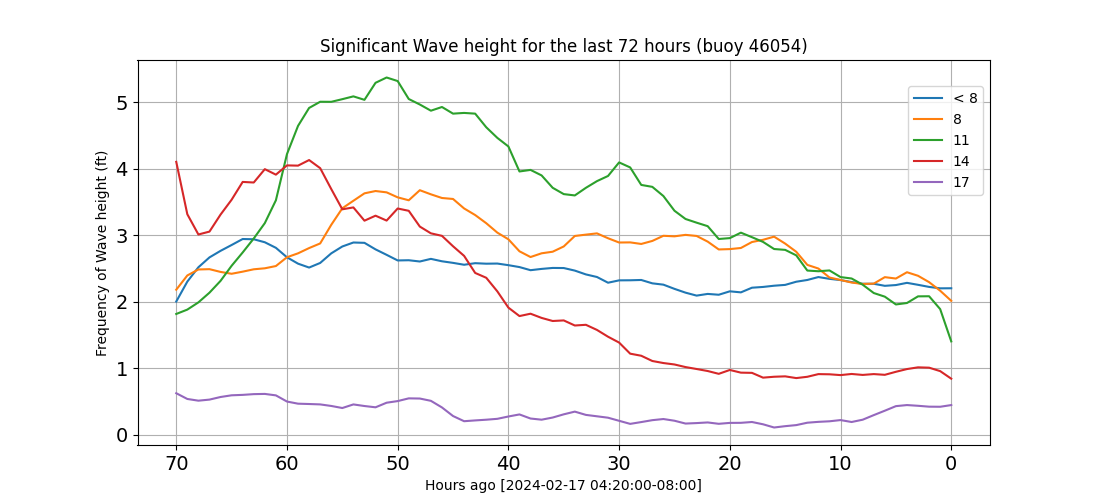 Significant Wave height for the last 72 hours (buoy 46054)
Frequency of Wave height (ft)
5
4
3
2
1
0
< 8
8
11
14
17
70 60 50 40 30 20 10 0
Hours ago [2024-02-17 04:20:00-08:00]